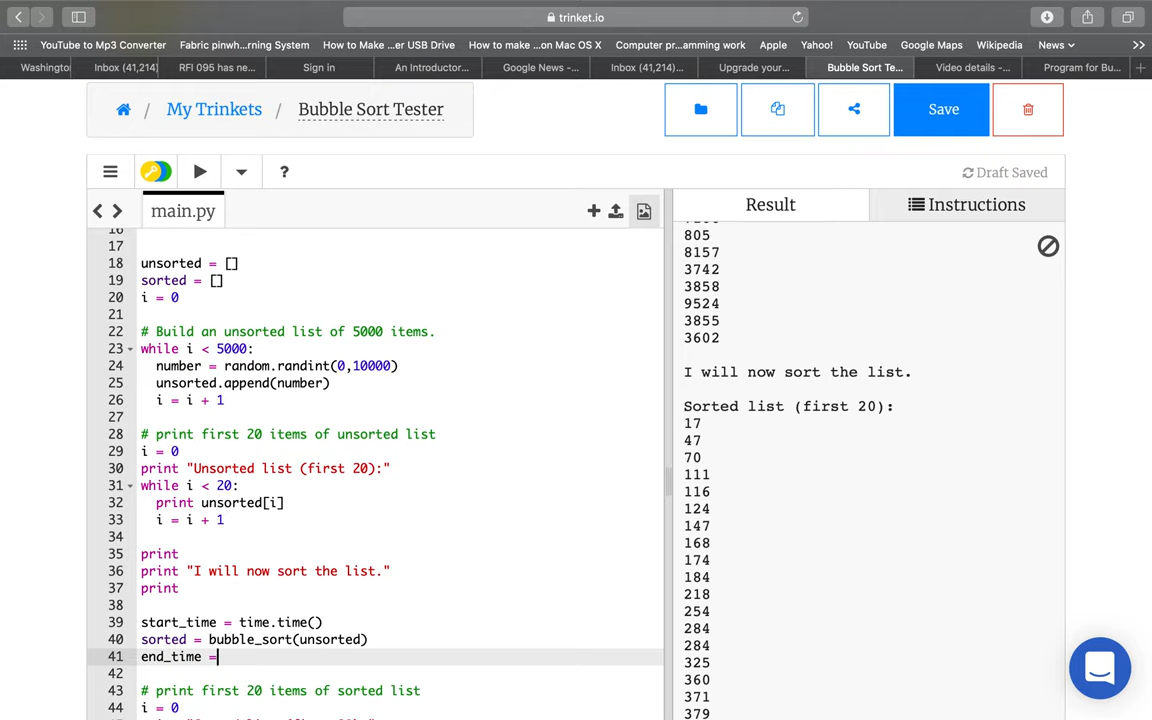 trinket.io
YouTube to Mp3 Converter Fabric pinwh...rning System How to Make ...er USB Drive How to make ...on Mac OS X Computer pr...amming work Apple Yahoo! YouTube Google Maps Wikipedia News
Washingto Inbox (41,214) RFI 095 has ne... Sign in An Introductor... Google News -... Inbox (41,214)... Upgrade your... Bubble Sort Te... Video details -... Program for Bu...
/ My Trinkets / Bubble Sort Tester
Save
?
Draft Saved
main.py
Result
Instructions
16
17
18 unsorted = []
19 sorted = []
20 i = 0
21
22 # Build an unsorted list of 5000 items.
23 while i < 5000:
24 number = random.randint(0,10000)
25 unsorted.append(number)
26 i = i + 1
27
28 # print first 20 items of unsorted list
29 i = 0
30 print "Unsorted list (first 20):"
31 while i < 20:
32 print unsorted[i]
33 i = i + 1
34
35 print
36 print "I will now sort the list."
37 print
38
39 start_time = time.time()
40 sorted = bubble_sort(unsorted)
41 end_time =
42
43 # print first 20 items of sorted list
44 i = 0
805
8157
3742
3858
9524
3855
3602
I will now sort the list.
Sorted list (first 20):
17
47
70
111
116
124
147
168
174
184
218
254
284
284
325
360
371
379